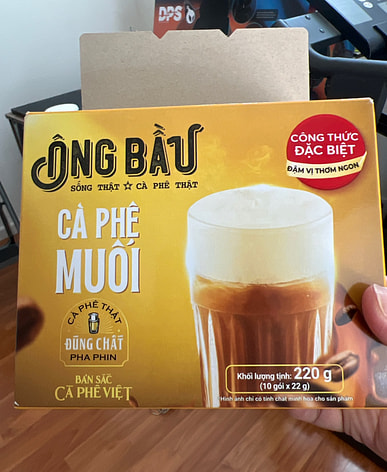 DPS
ÔNG BẦU
SỐNG THẬT ☆ CÀ PHÊ THẬT
CÔNG THỨC
ĐẶC BIỆT
ĐẬM VỊ THƠM NGON
CÀ PHÊ
MUỐI
CÀ PHÊ THẬT
ĐÚNG CHẤT
PHA PHIN
BẢN SẮC
CÀ PHÊ VIỆT
Khối lượng tịnh: 220 g
(10 gói x 22 g)
Hình ảnh chỉ có tính chất minh họa cho sản phẩm